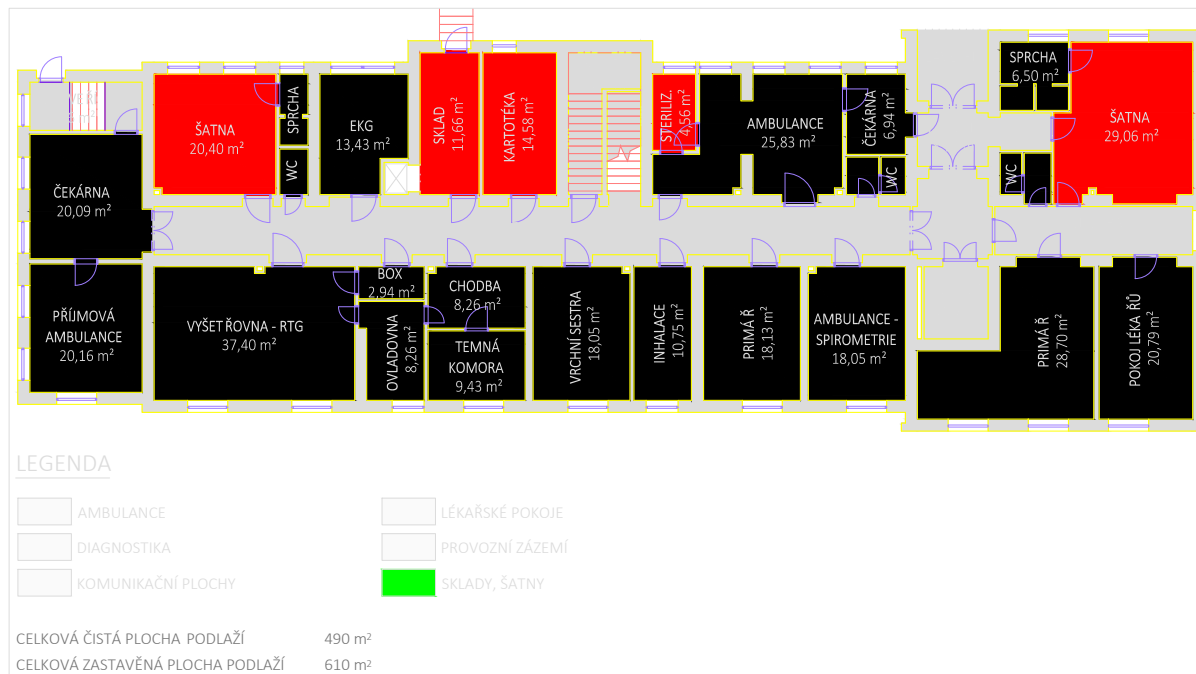 ŠATNA
20,40 m²
SPRCHA
WC
EKG
13,43 m²
SKLAD
11,66 m²
KARTOTÉKA
14,58 m²
STERILIZ.
4,56 m²
AMBULANCE
25,83 m²
ČEKÁRNA
6,94 m²
WC
SPRCHA
6,50 m²
WC
ŠATNA
29,06 m²
ČEKÁRNA
20,09 m²
PŘÍJMOVÁ
AMBULANCE
20,16 m²
VYŠETŘOVNA - RTG
37,40 m²
BOX
2,94 m²
OVLADOVNA
8,26 m²
CHODBA
8,26 m²
TEMNÁ
KOMORA
9,43 m²
VRCHNÍ SESTRA
18,05 m²
INHALACE
10,75 m²
PRIMÁ Ř
18,13 m²
AMBULANCE -
SPIROMETRIE
18,05 m²
PRIMÁ Ř
28,70 m²
POKOJ LÉKA ŘŮ
20,79 m²
LEGENDA
AMBULANCE
DIAGNOSTIKA
KOMUNIKAČNÍ PLOCHY
LÉKAŘSKÉ POKOJE
PROVOZNÍ ZÁZEMÍ
SKLADY, ŠATNY
CELKOVÁ ČISTÁ PLOCHA PODLAŽÍ 490 m²
CELKOVÁ ZASTAVĚNÁ PLOCHA PODLAŽÍ 610 m²